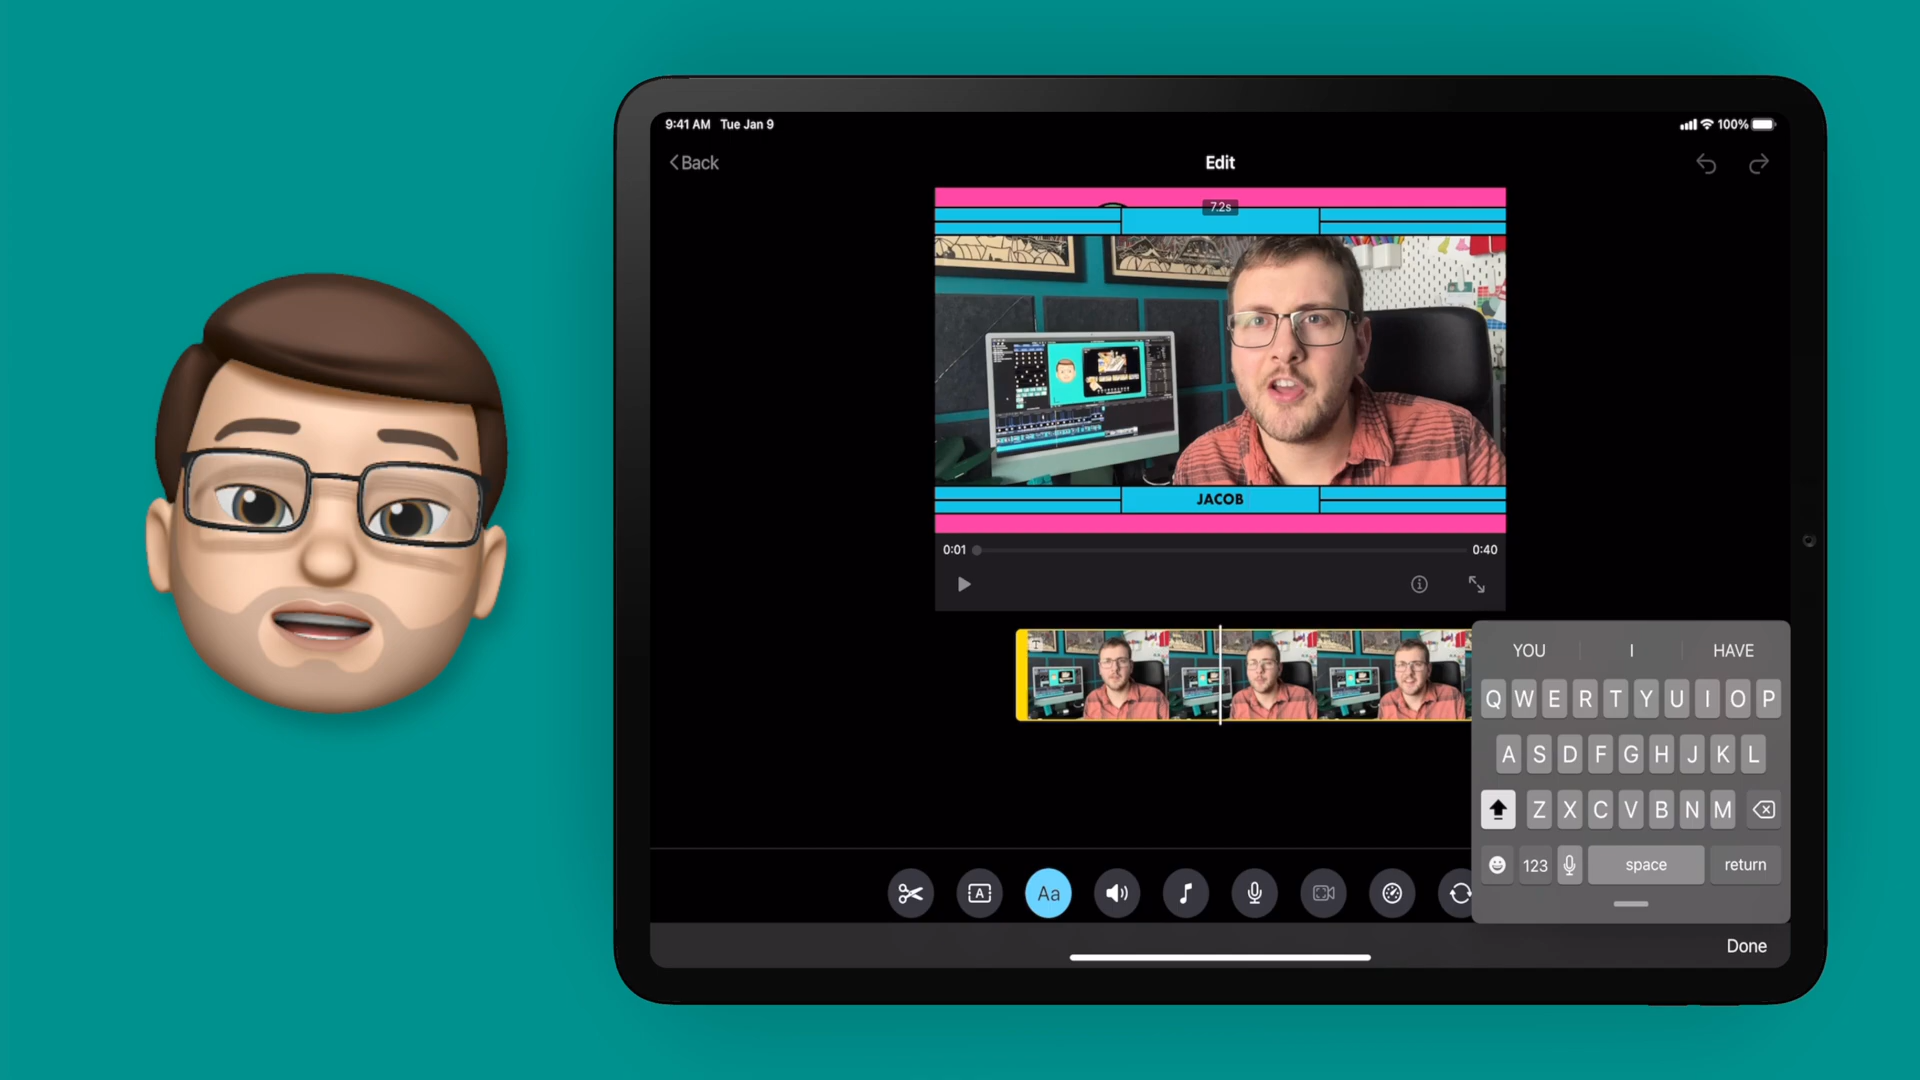 9:41 AM Tue Jan 9
100%
Back
Edit
7.2s
JACOB
0:01
0:40
T
YOU I HAVE
Q W E R T Y U I O P
A S D F G H J K L
Z X C V B N M
123 space return
A
Aa
Done